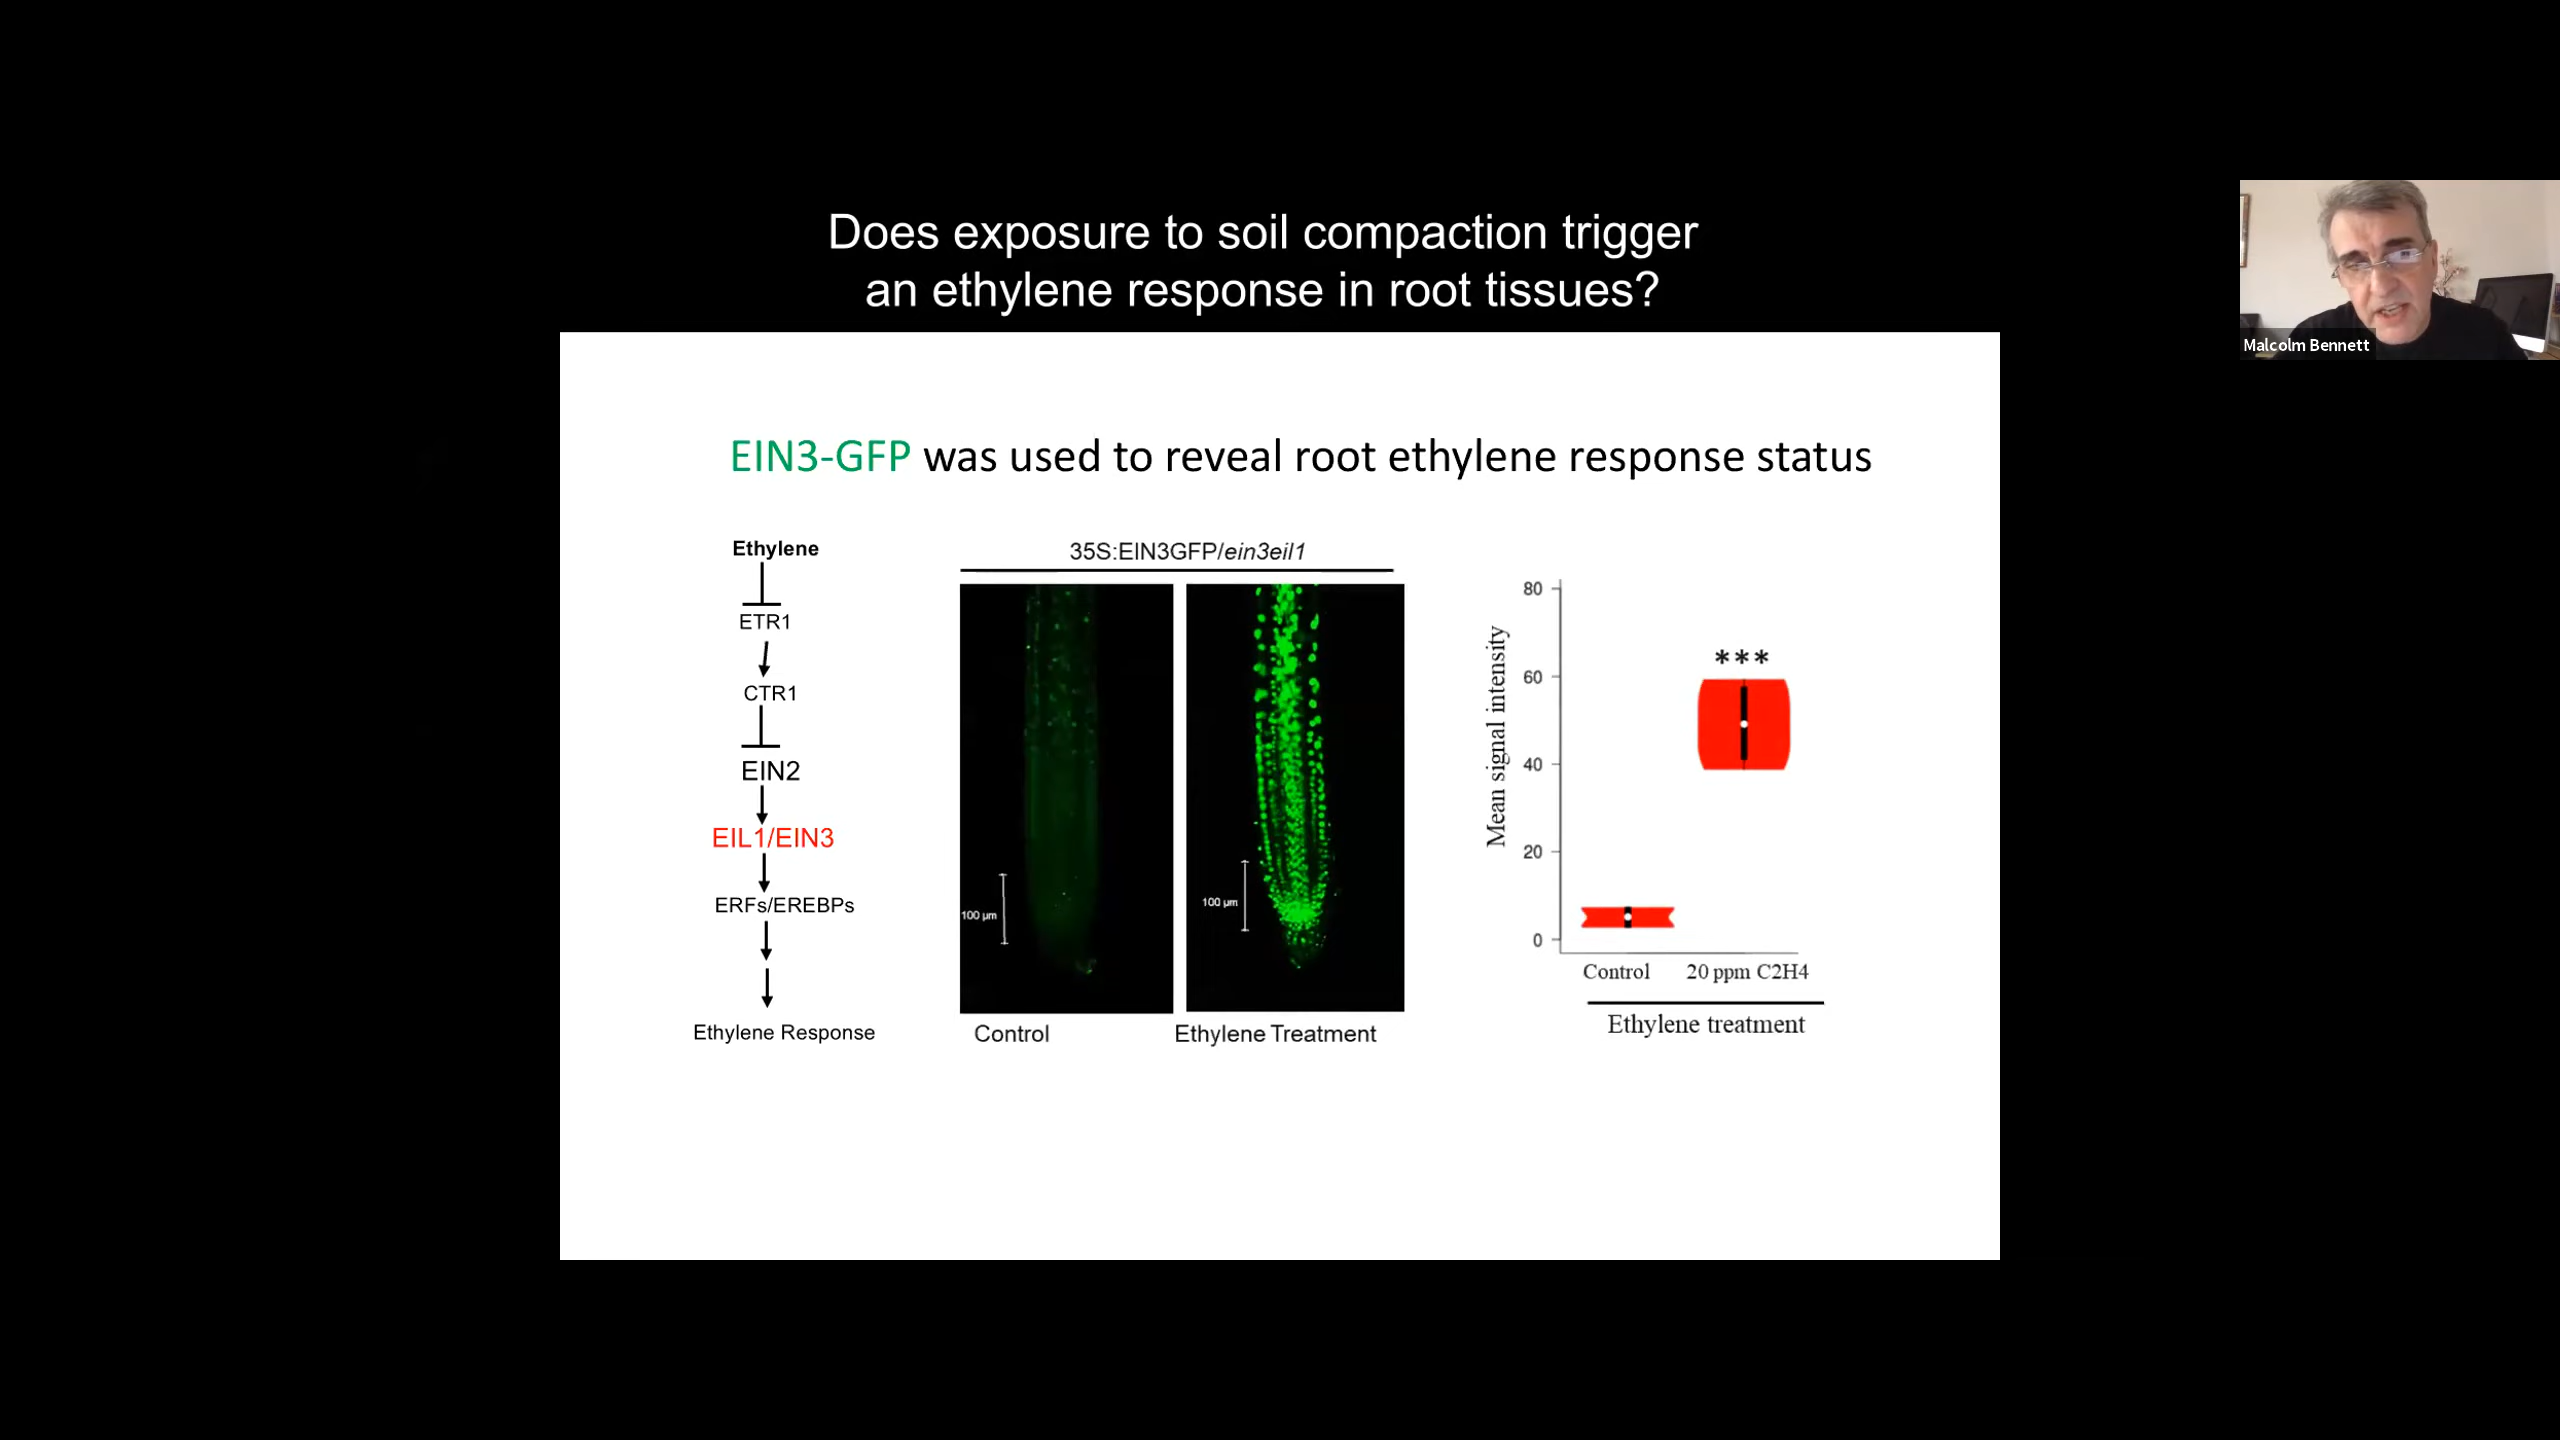 Does exposure to soil compaction trigger
an ethylene response in root tissues?
Malcolm Bennett
EIN3-GFP was used to reveal root ethylene response status
Ethylene
ETR1
CTR1
EIN2
EIL1/EIN3
ERFs/EREBPs
Ethylene Response
35S:EIN3GFP/ein3eil1
100 µm
100 µm
Control
Ethylene Treatment
Mean signal intensity
80
60
40
20
0
***
Control
20 ppm C2H4
Ethylene treatment